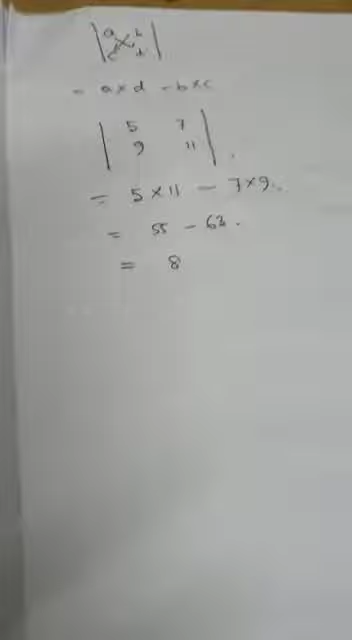 | a b |
| c d |
= a×d - b×c
| 5 7 |
| 9 11 | .
= 5×11 - 7×9.
= 55 - 63.
= 8